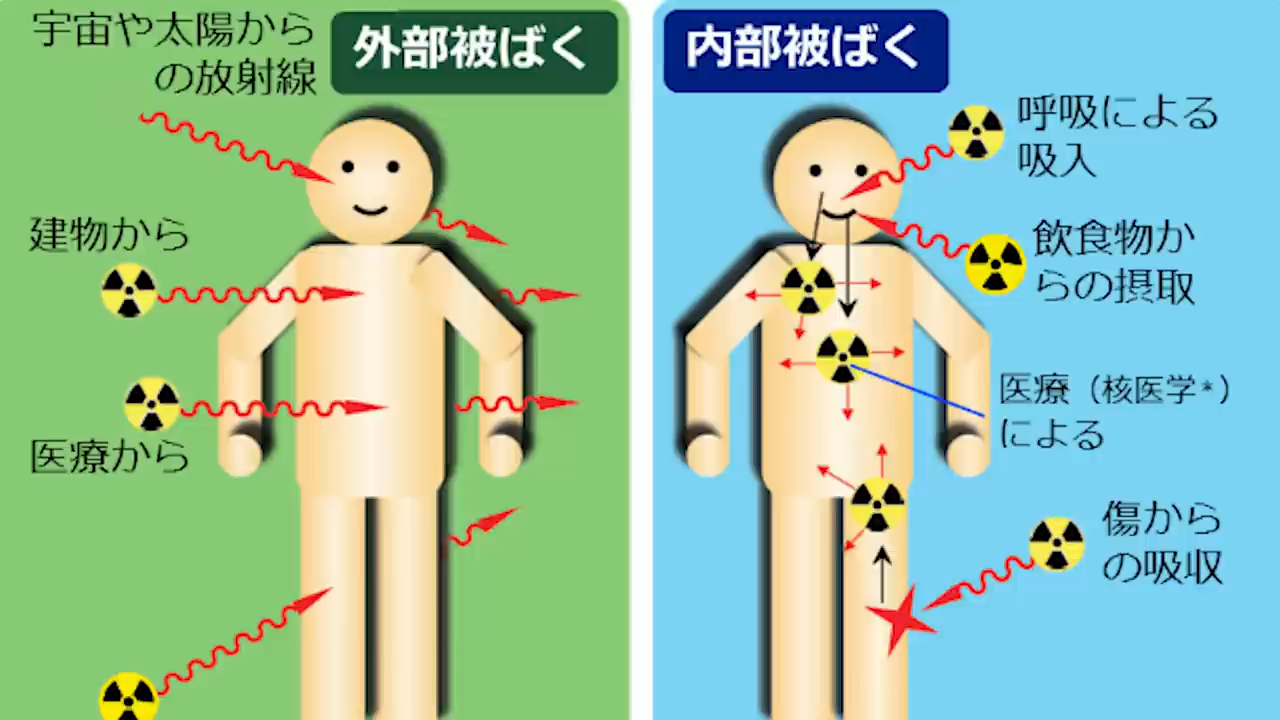 宇宙や太陽から
の放射線
外部被ばく
建物から
医療から
内部被ばく
呼吸による
吸入
飲食物か
らの摂取
医療（核医学*）
による
傷から
の吸収